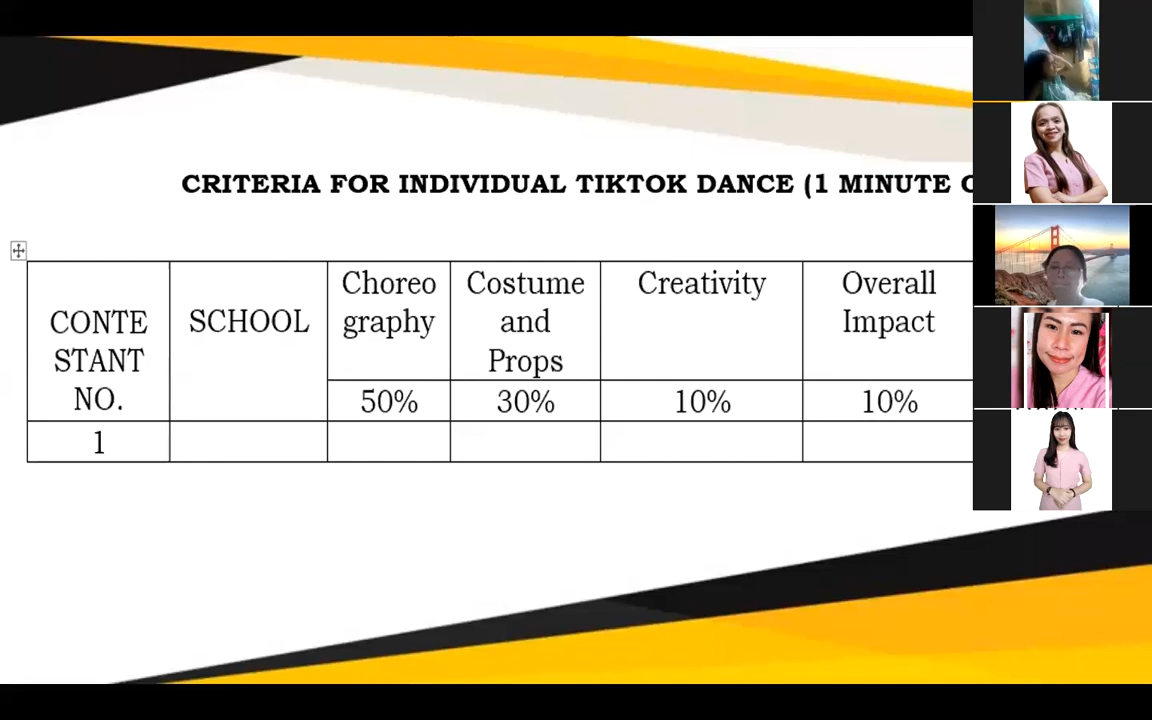 CRITERIA FOR INDIVIDUAL TIKTOK DANCE (1 MINUTE
CONTE
STANT
NO.
SCHOOL
Choreo
graphy
Costume
and
Props
Creativity
Overall
Impact
50%
30%
10%
10%
1